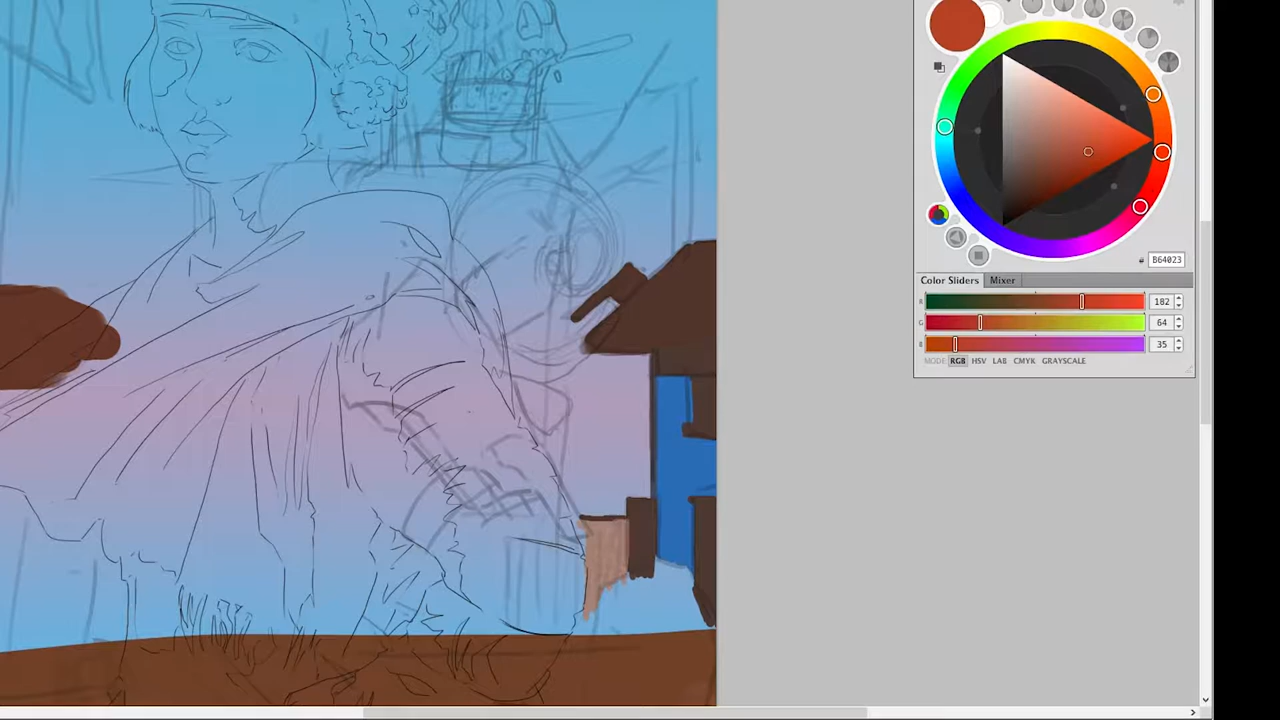 # B64023
Color Sliders Mixer
R 182
G 64
B 35
MODE RGB HSV LAB CMYK GRAYSCALE